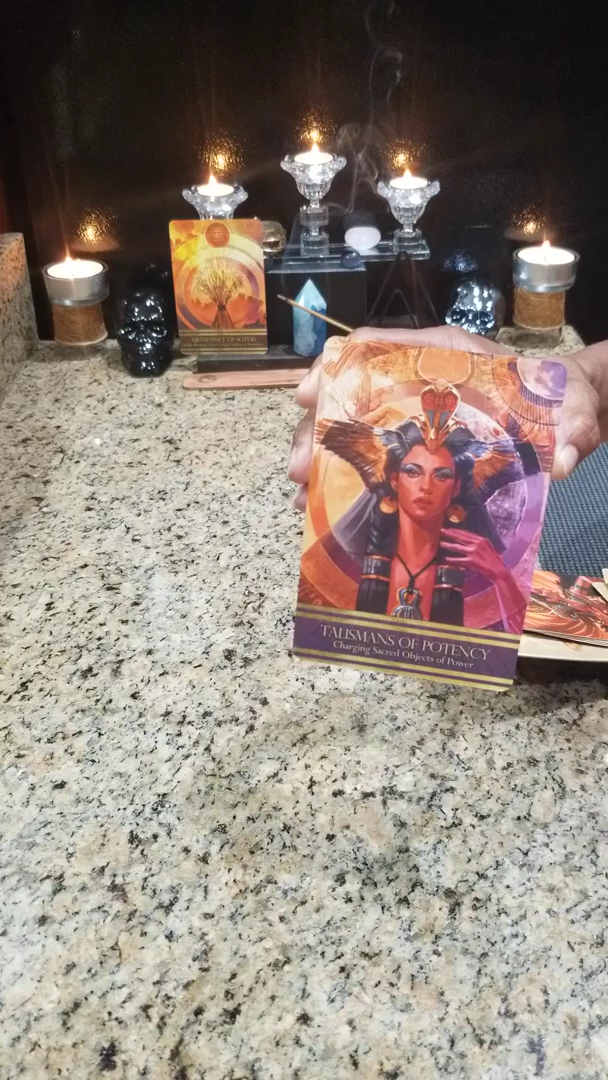 ABUNDANCE OF SOTHIS
TALISMANS OF POTENCY
Charging Sacred Objects of Power